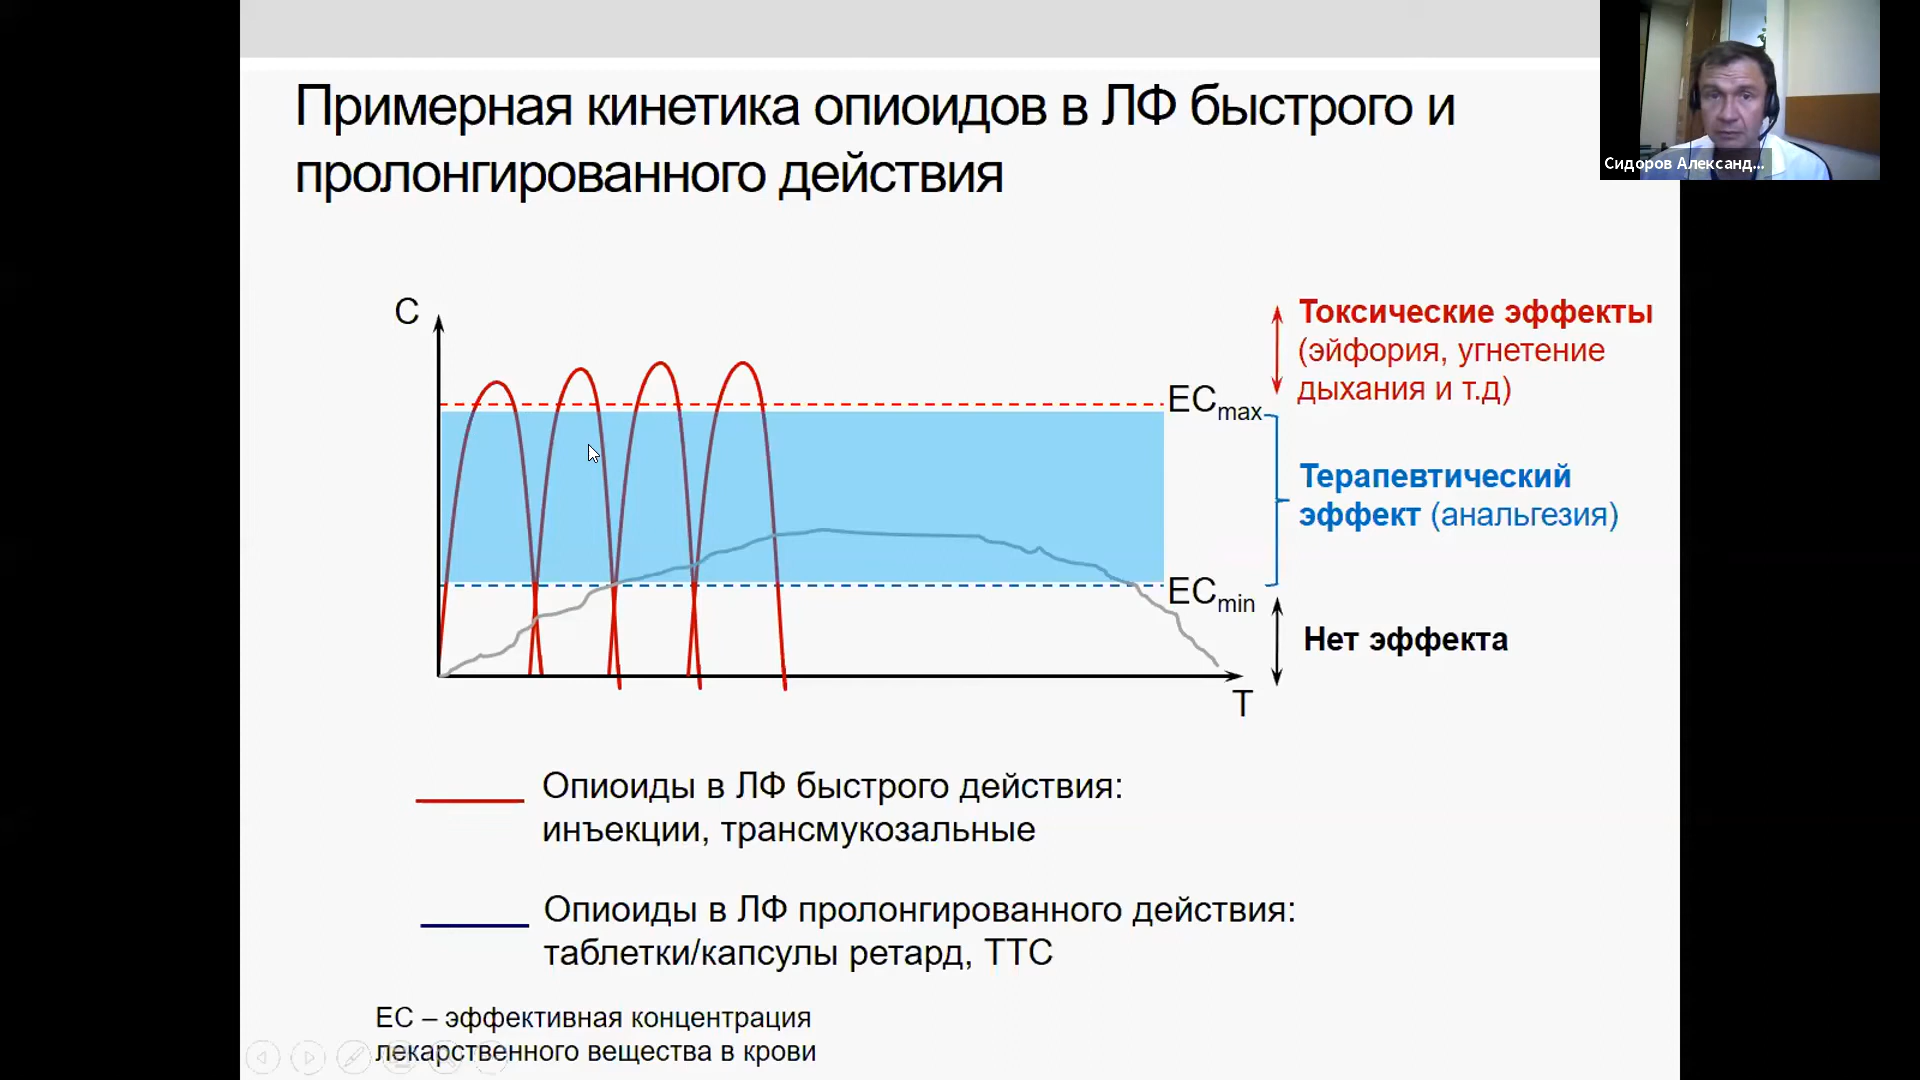 Примерная кинетика опиоидов в ЛФ быстрого и
пролонгированного действия
Сидоров Александ...
C
Токсические эффекты
(эйфория, угнетение
дыхания и т.д)
ECmax
Терапевтический
эффект (анальгезия)
ECmin
Нет эффекта
T
Опиоиды в ЛФ быстрого действия:
инъекции, трансмукозальные
Опиоиды в ЛФ пролонгированного действия:
таблетки/капсулы ретард, ТТС
ЕС – эффективная концентрация
лекарственного вещества в крови